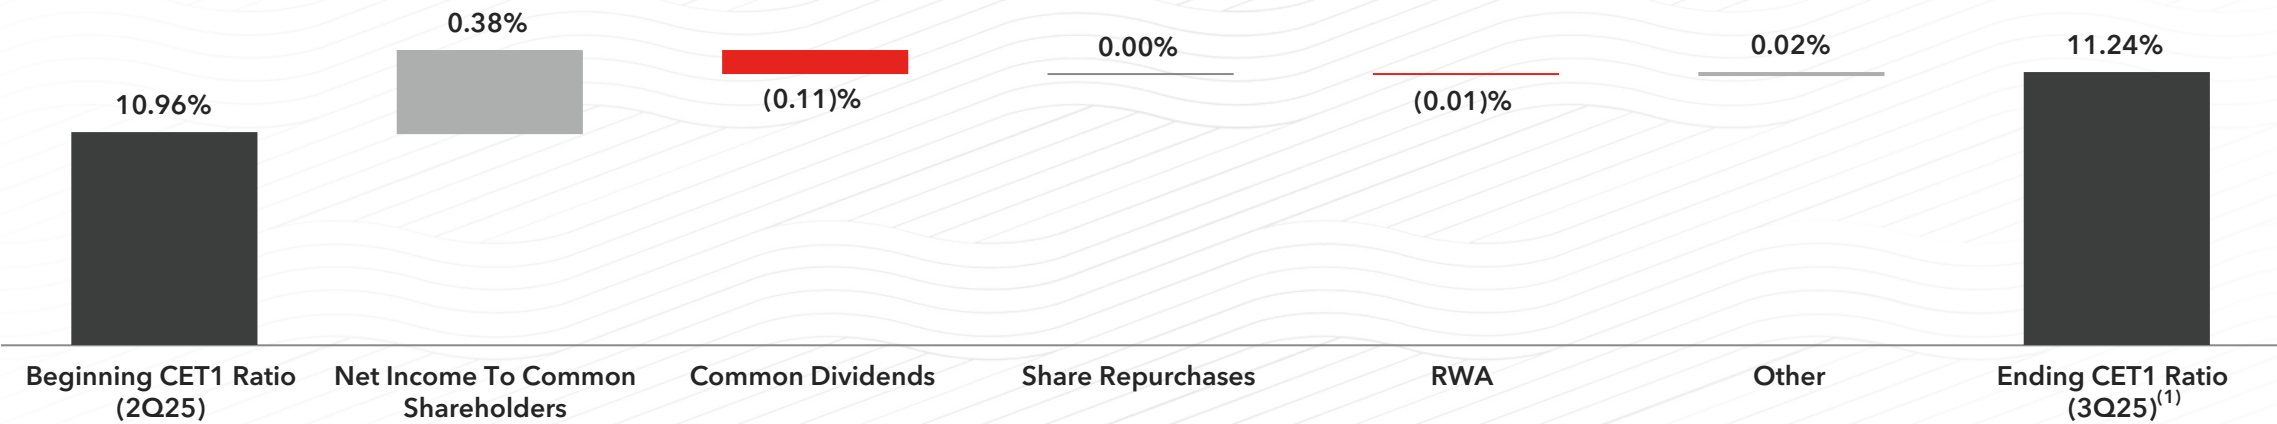 0.38%
0.00%
0.02%
11.24%
10.96%
(0.11)%
(0.01)%
Beginning CET1 Ratio
(2Q25)
Net Income To Common
Shareholders
Common Dividends
Share Repurchases
RWA
Other
Ending CET1 Ratio
(3Q25)(1)